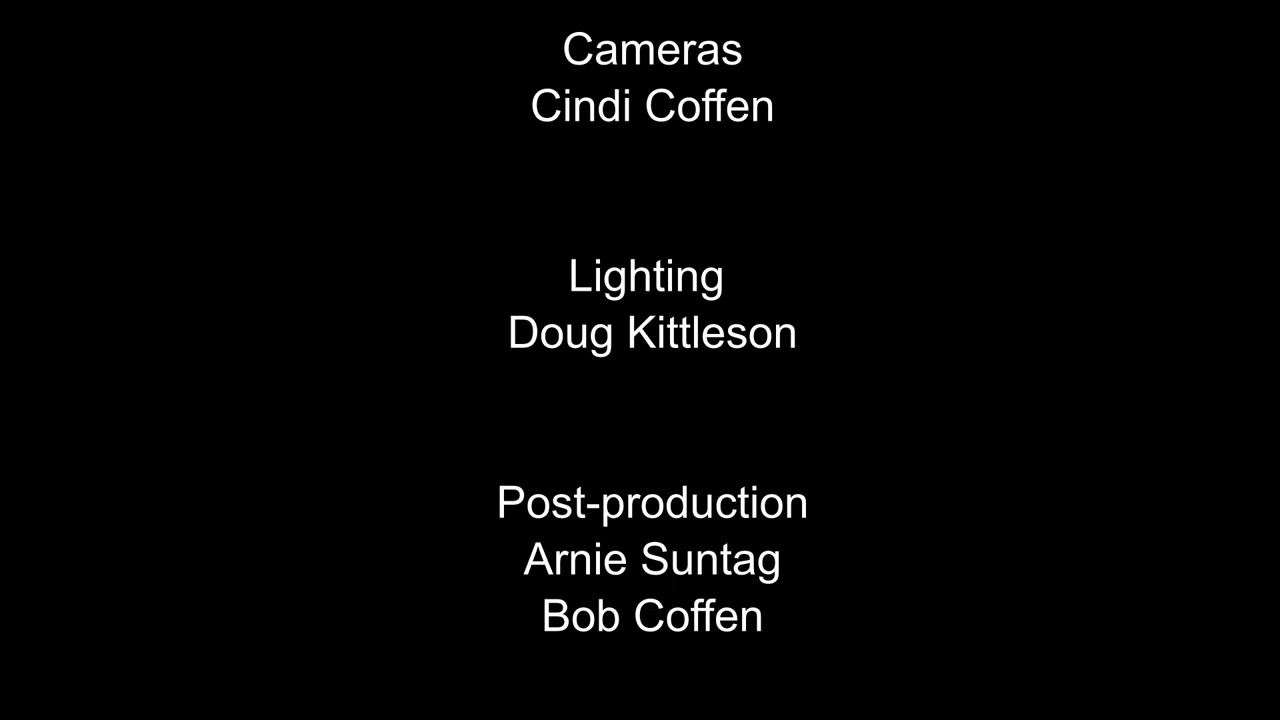 Cameras
Cindi Coffen
Lighting
Doug Kittleson
Post-production
Arnie Suntag
Bob Coffen